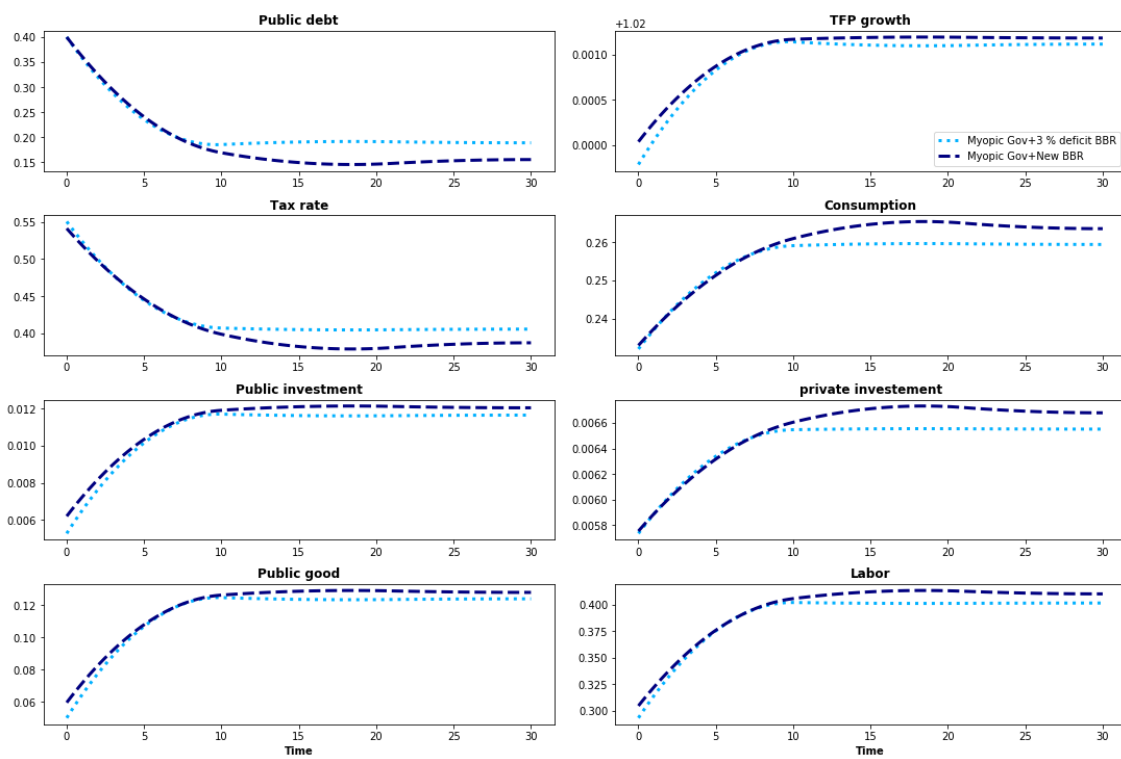 Public debt
0.40
0.35
0.30
0.25
0.20
0.15
0 5 10 15 20 25 30
TFP growth
+1.02
0.0010
0.0005
0.0000
Myopic Gov+3 % deficit BBR
Myopic Gov+New BBR
0 5 10 15 20 25 30
Tax rate
0.55
0.50
0.45
0.40
0 5 10 15 20 25 30
Consumption
0.26
0.25
0.24
0 5 10 15 20 25 30
Public investment
0.012
0.010
0.008
0.006
0 5 10 15 20 25 30
private investement
0.0066
0.0064
0.0062
0.0060
0.0058
0 5 10 15 20 25 30
Public good
0.12
0.10
0.08
0.06
0 5 10 15 20 25 30
Time
Labor
0.400
0.375
0.350
0.325
0.300
0 5 10 15 20 25 30
Time